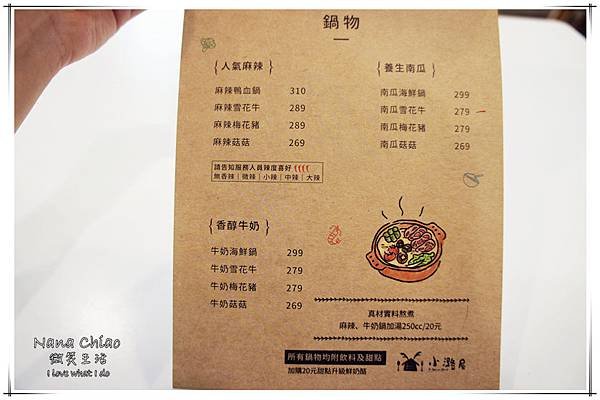 鍋物
人氣麻辣
麻辣鴨血鍋 310
麻辣雪花牛 289
麻辣梅花豬 289
麻辣菇菇 269
請告知服務人員辣度喜好
無香辣｜微辣｜小辣｜中辣｜大辣
養生南瓜
南瓜海鮮鍋 299
南瓜雪花牛 279
南瓜梅花豬 279
南瓜菇菇 269
香醇牛奶
牛奶海鮮鍋 299
牛奶雪花牛 279
牛奶梅花豬 279
牛奶菇菇 269
真材實料熬煮
麻辣、牛奶鍋加湯250cc/20元
所有鍋物均附飲料及甜點
加購20元甜點升級鮮奶酪
小潞居
Nana Chiao
微笑生活
I love what I do